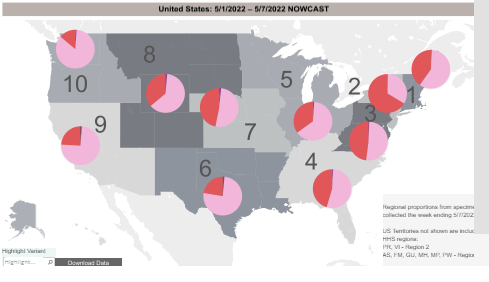 United States: 5/1/2022 – 5/7/2022 NOWCAST
8
10
5
2
1
3
9
7
4
6
Regional proportions from specime
collected the week ending 5/7/202
US Territories not shown are inclu
HHS regions:
PR, VI - Region 2
AS, FM, GU, MH, MP, PW - Regio
Highlight Variant
Highlight...
Download Data